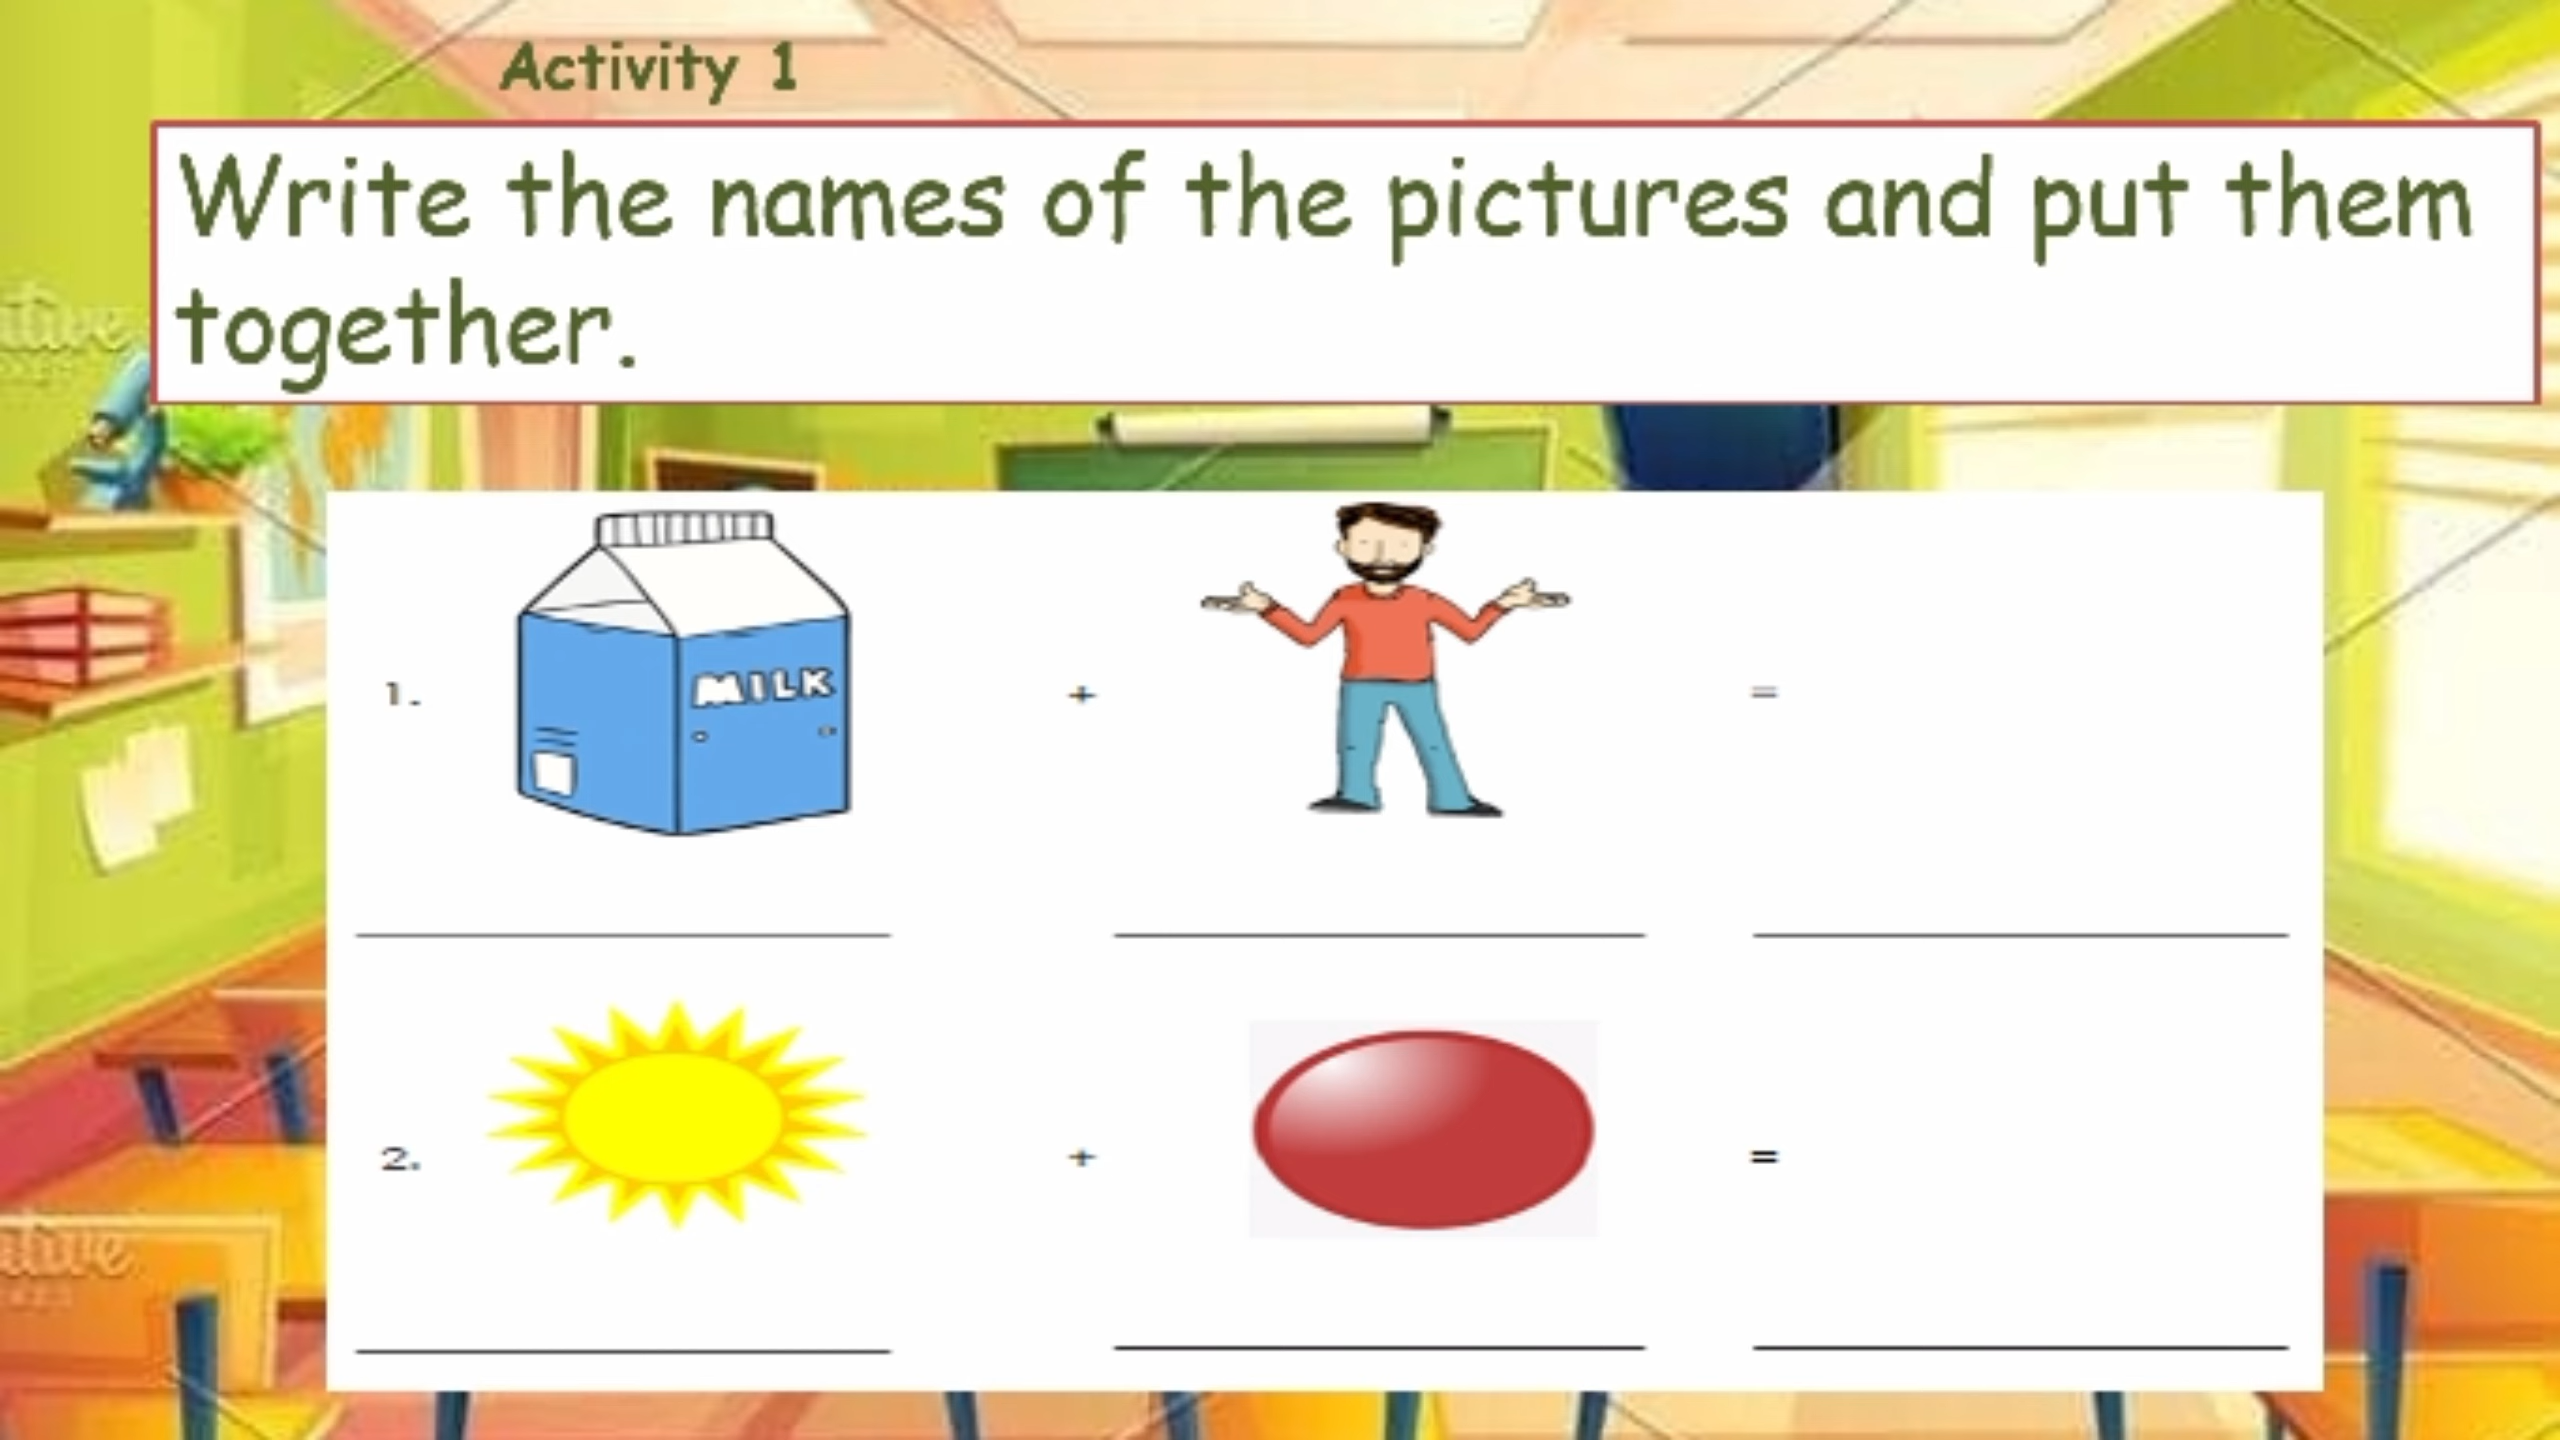 Activity 1
Write the names of the pictures and put them
together.
MILK
1. + =
2. + =